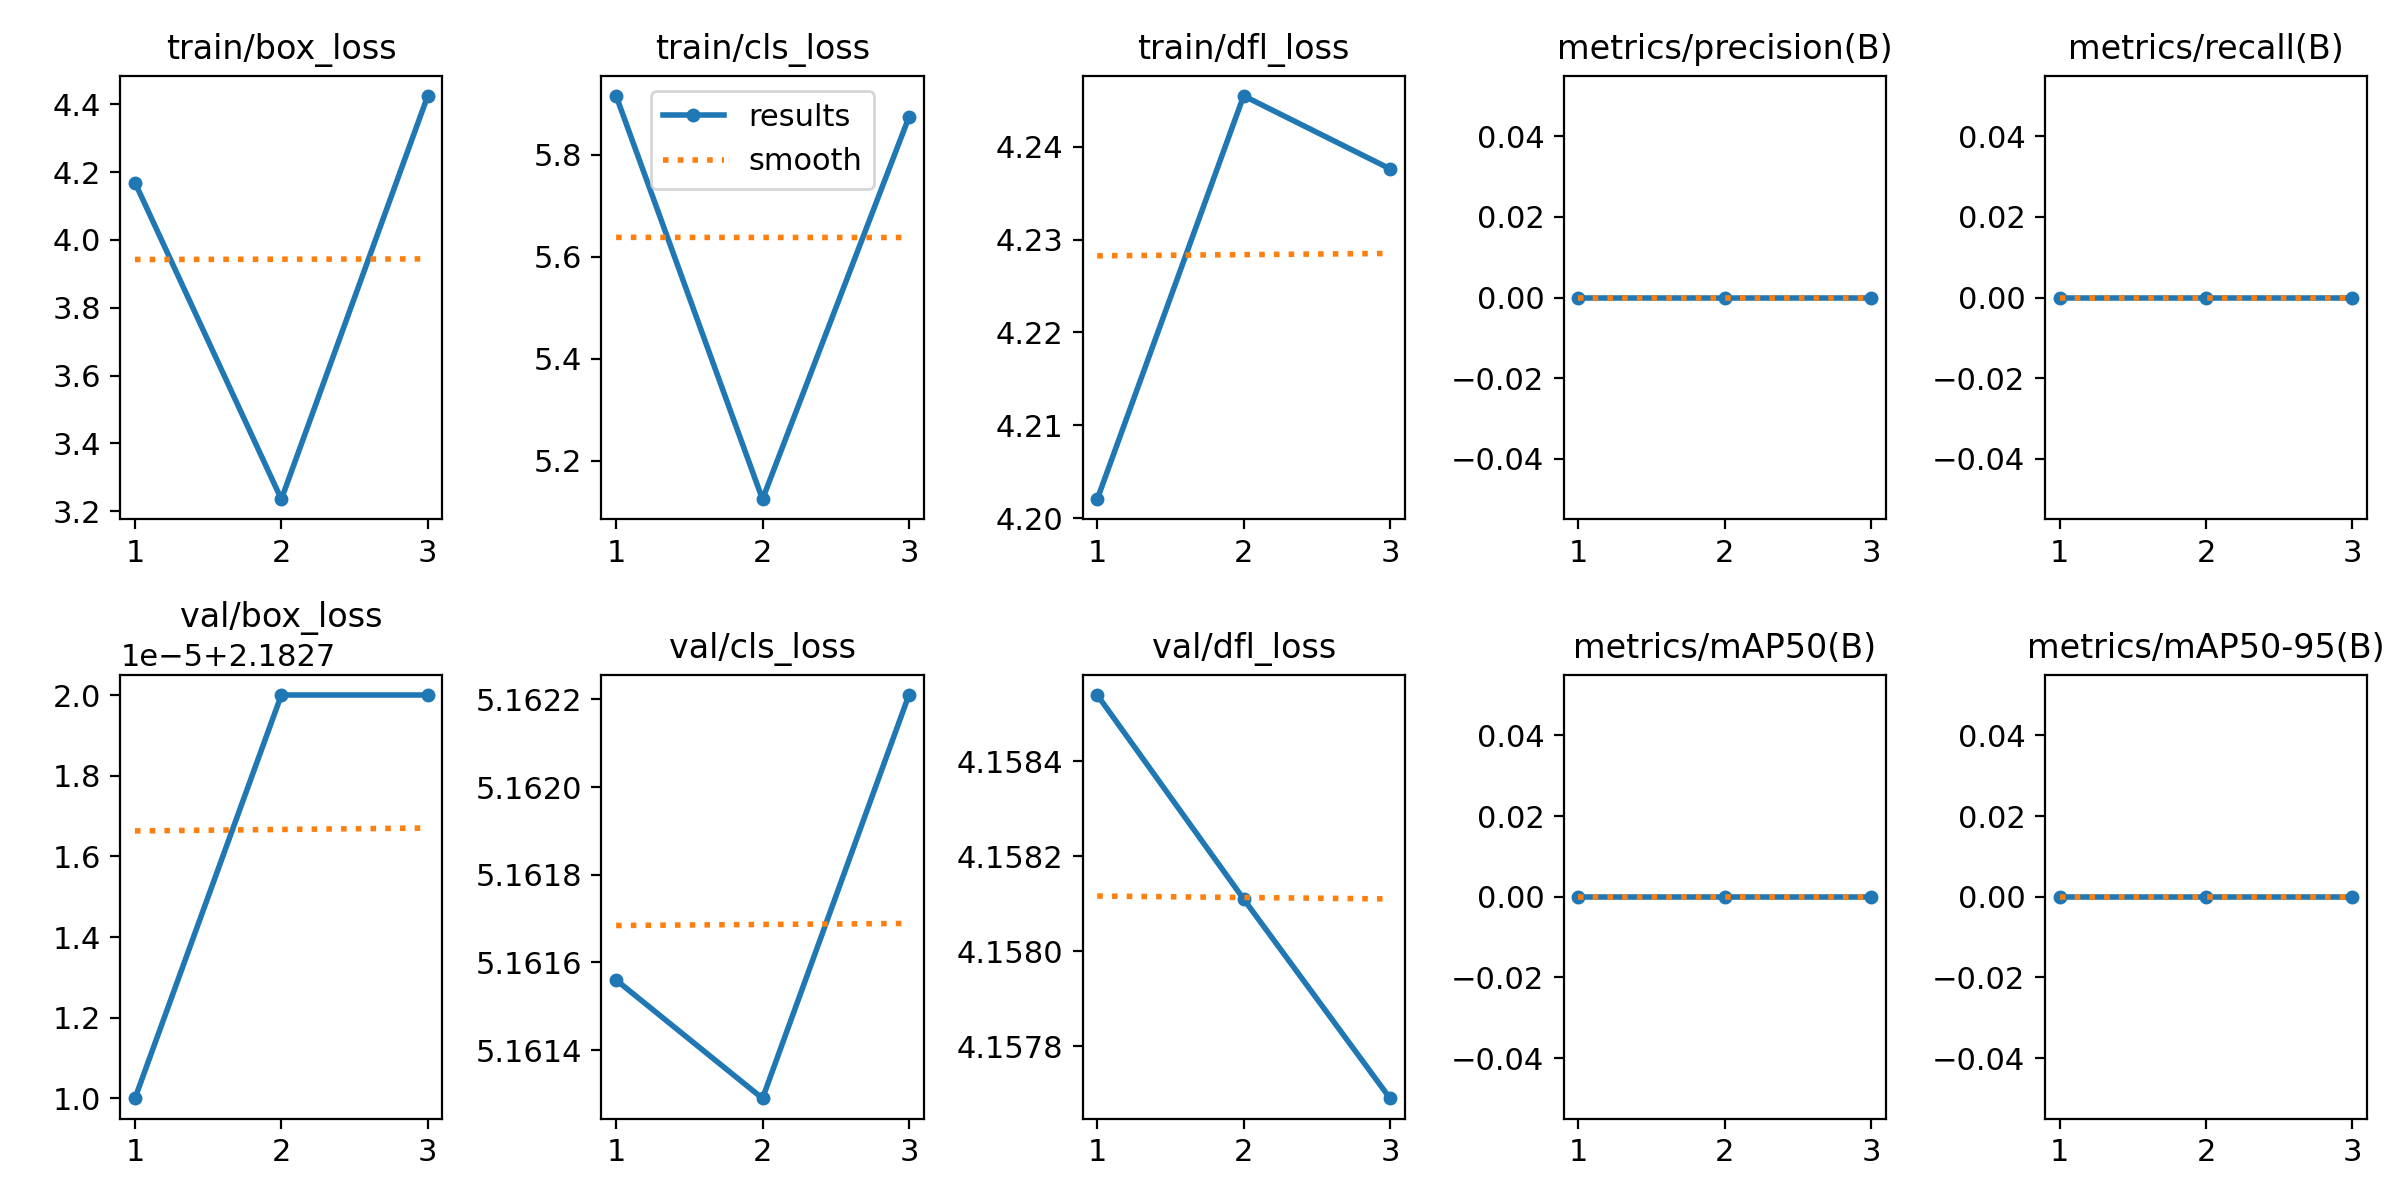 train/box_loss
4.4
4.2
4.0
3.8
3.6
3.4
3.2
1 2 3
train/cls_loss
results
smooth
5.8
5.6
5.4
5.2
1 2 3
train/dfl_loss
4.24
4.23
4.22
4.21
4.20
1 2 3
metrics/precision(B)
0.04
0.02
0.00
−0.02
−0.04
1 2 3
metrics/recall(B)
0.04
0.02
0.00
−0.02
−0.04
1 2 3
val/box_loss
1e−5+2.1827
2.0
1.8
1.6
1.4
1.2
1.0
1 2 3
val/cls_loss
5.1622
5.1620
5.1618
5.1616
5.1614
1 2 3
val/dfl_loss
4.1584
4.1582
4.1580
4.1578
1 2 3
metrics/mAP50(B)
0.04
0.02
0.00
−0.02
−0.04
1 2 3
metrics/mAP50-95(B)
0.04
0.02
0.00
−0.02
−0.04
1 2 3